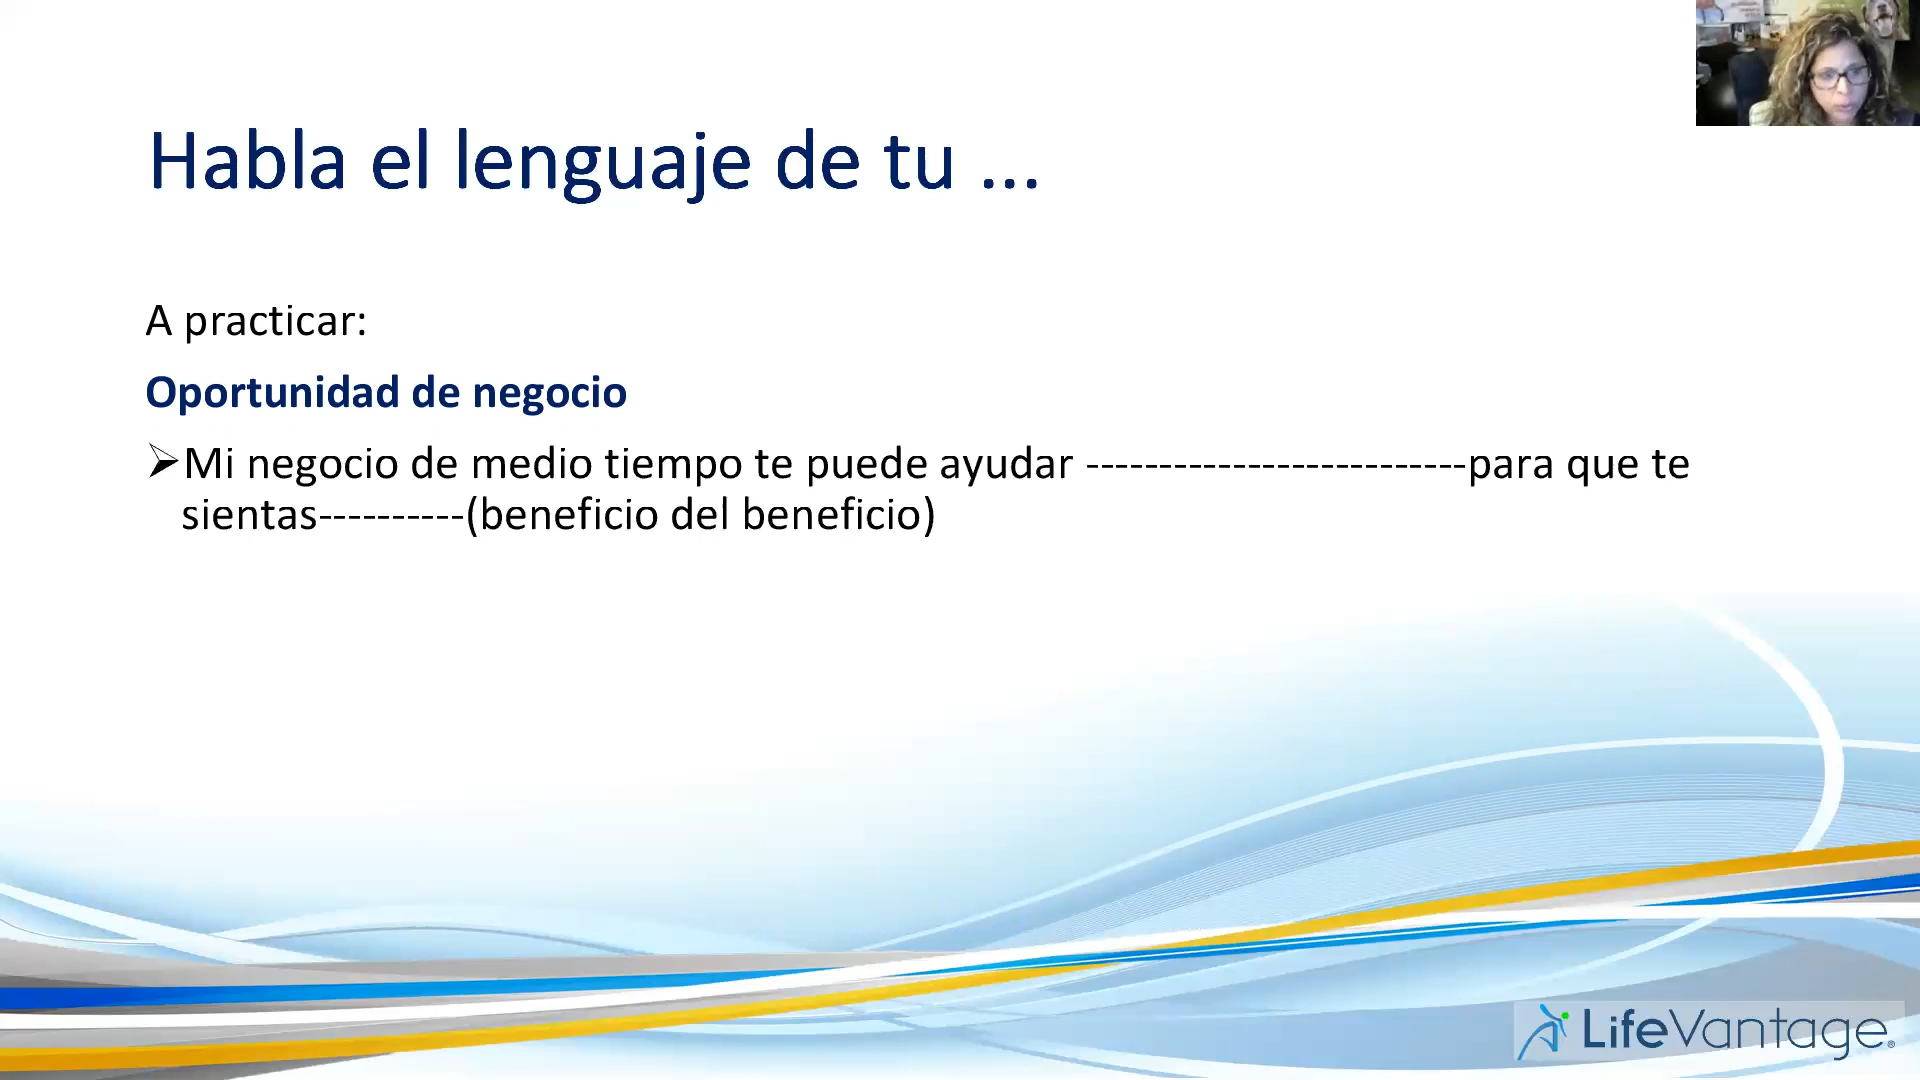 Habla el lenguaje de tu ...
A practicar:
Oportunidad de negocio
➢Mi negocio de medio tiempo te puede ayudar --------------------------para que te
sientas----------(beneficio del beneficio)
LifeVantage®